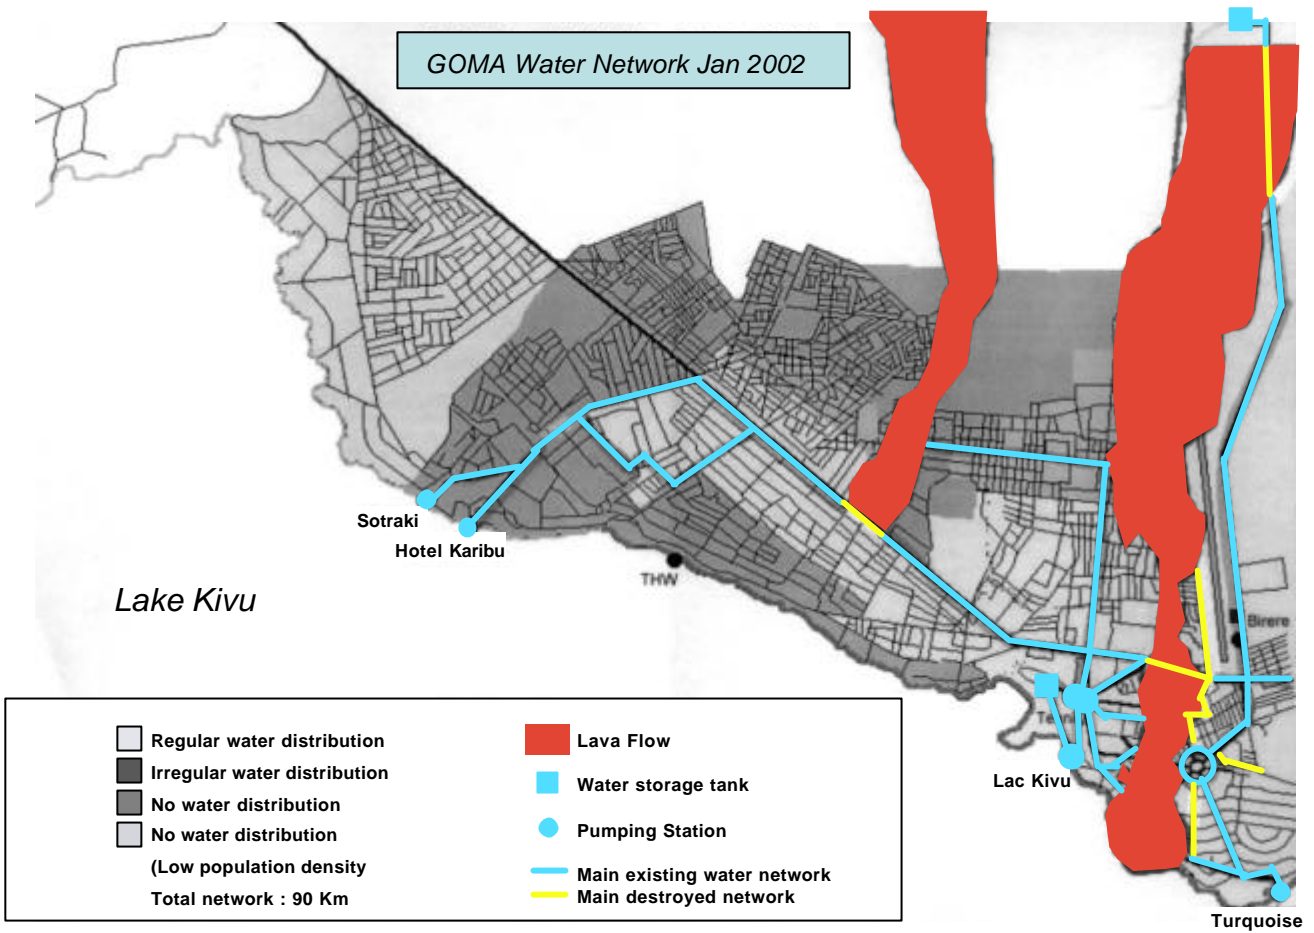 GOMA Water Network Jan 2002
Sotraki
Hotel Karibu
THW
Lake Kivu
Birere
Lac Kivu
Turquoise
Regular water distribution
Irregular water distribution
No water distribution
No water distribution
(Low population density
Total network : 90 Km
Lava Flow
Water storage tank
Pumping Station
Main existing water network
Main destroyed network